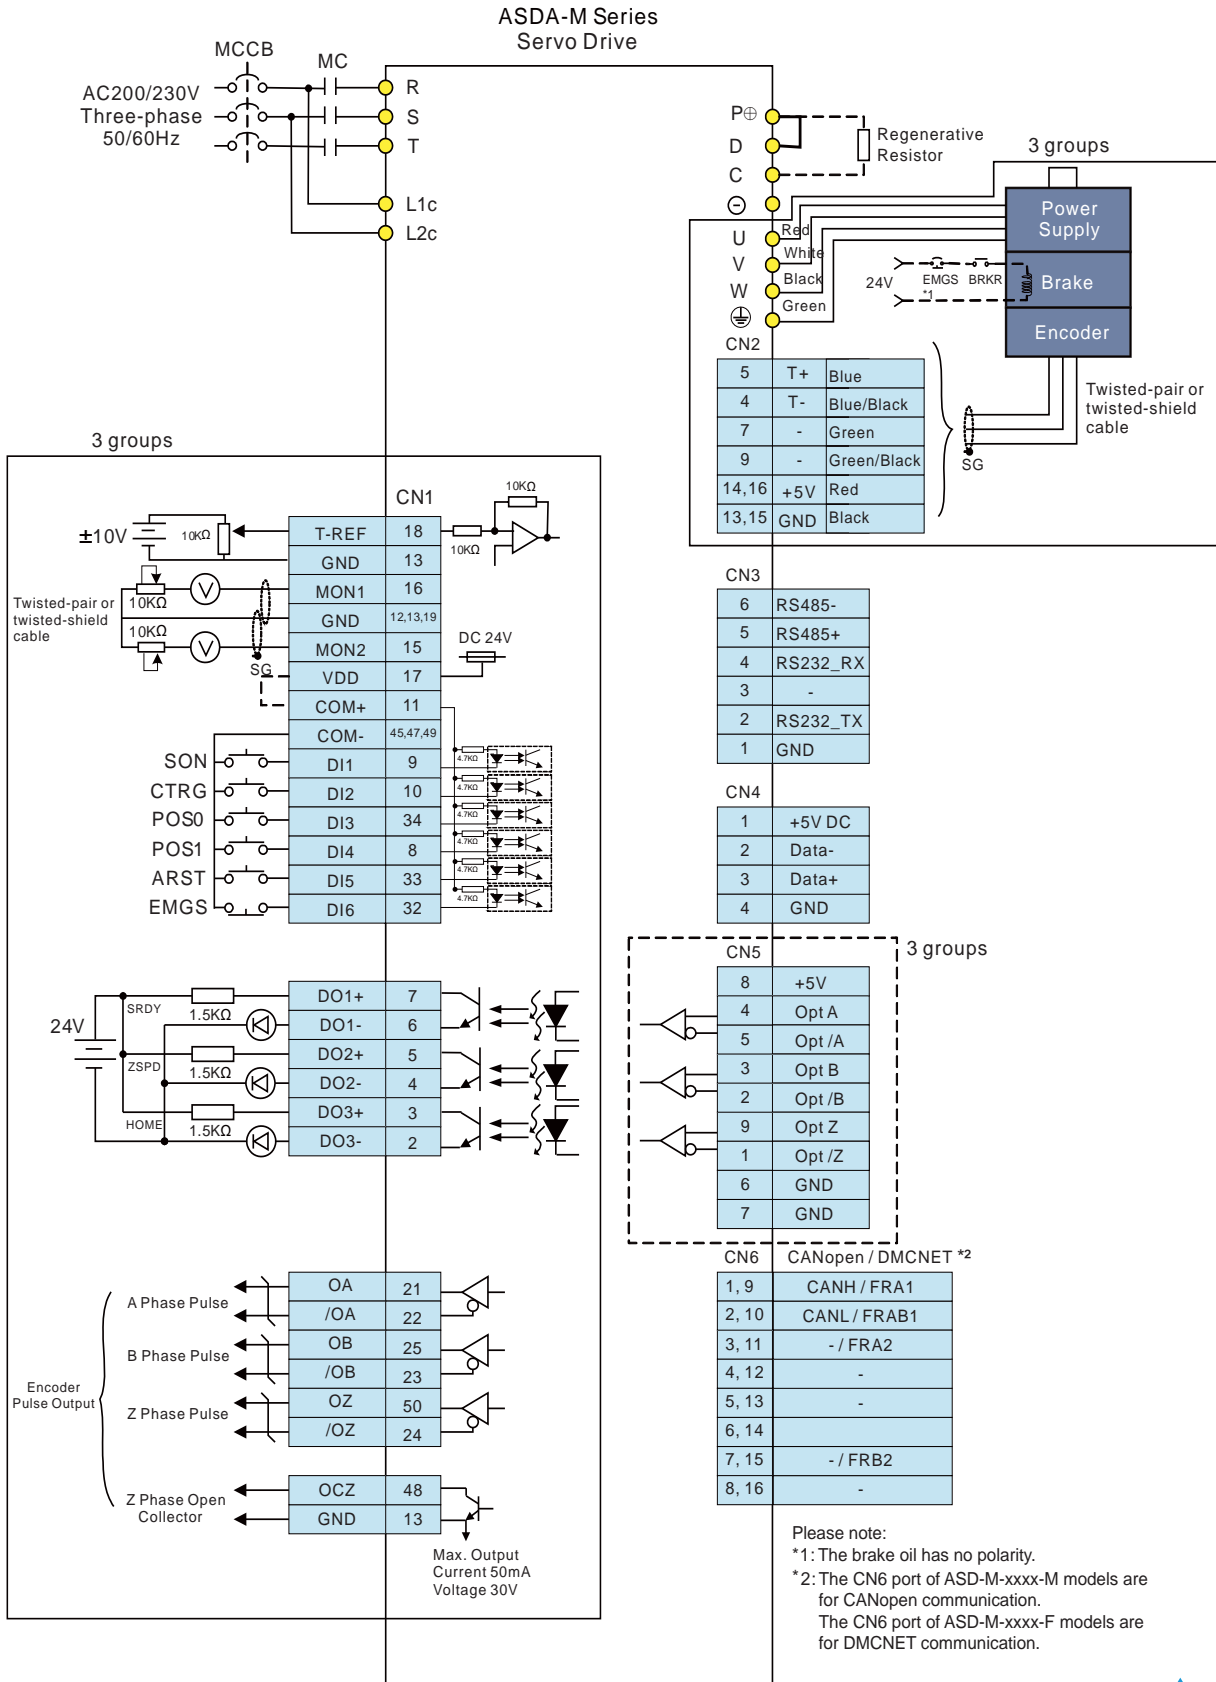 ASDA-M Series
Servo Drive
MCCB
MC
AC200/230V
Three-phase
50/60Hz
R
S
T
L1c
L2c
P⊕
D
C
⊖
U
V
W
Regenerative
Resistor
3 groups
Red
White
Black
Green
Power
Supply
Brake
Encoder
24V
EMGS
*1
BRKR
CN2
5 T+ Blue
4 T- Blue/Black
7 - Green
9 - Green/Black
14,16 +5V Red
13,15 GND Black
SG
Twisted-pair or
twisted-shield
cable
3 groups
CN1
±10V
10KΩ
T-REF 18
GND 13
MON1 16
GND 12,13,19
MON2 15
VDD 17
COM+ 11
COM- 45,47,49
DI1 9
DI2 10
DI3 34
DI4 8
DI5 33
DI6 32
10KΩ
10KΩ
Twisted-pair or
twisted-shield
cable
10KΩ
10KΩ
SG
DC 24V
SON
CTRG
POS0
POS1
ARST
EMGS
4.7KΩ
4.7KΩ
4.7KΩ
4.7KΩ
4.7KΩ
4.7KΩ
24V
SRDY
1.5KΩ
ZSPD
1.5KΩ
HOME
1.5KΩ
DO1+ 7
DO1- 6
DO2+ 5
DO2- 4
DO3+ 3
DO3- 2
Encoder
Pulse Output
A Phase Pulse
B Phase Pulse
Z Phase Pulse
Z Phase Open
Collector
OA 21
/OA 22
OB 25
/OB 23
OZ 50
/OZ 24
OCZ 48
GND 13
Max. Output
Current 50mA
Voltage 30V
CN3
6 RS485-
5 RS485+
4 RS232_RX
3 -
2 RS232_TX
1 GND
CN4
1 +5V DC
2 Data-
3 Data+
4 GND
CN5
3 groups
8 +5V
4 Opt A
5 Opt /A
3 Opt B
2 Opt /B
9 Opt Z
1 Opt /Z
6 GND
7 GND
CN6 CANopen / DMCNET *2
1, 9 CANH / FRA1
2, 10 CANL / FRAB1
3, 11 - / FRA2
4, 12 -
5, 13 -
6, 14
7, 15 - / FRB2
8, 16 -
Please note:
*1: The brake oil has no polarity.
*2: The CN6 port of ASD-M-xxxx-M models are
for CANopen communication.
The CN6 port of ASD-M-xxxx-F models are
for DMCNET communication.